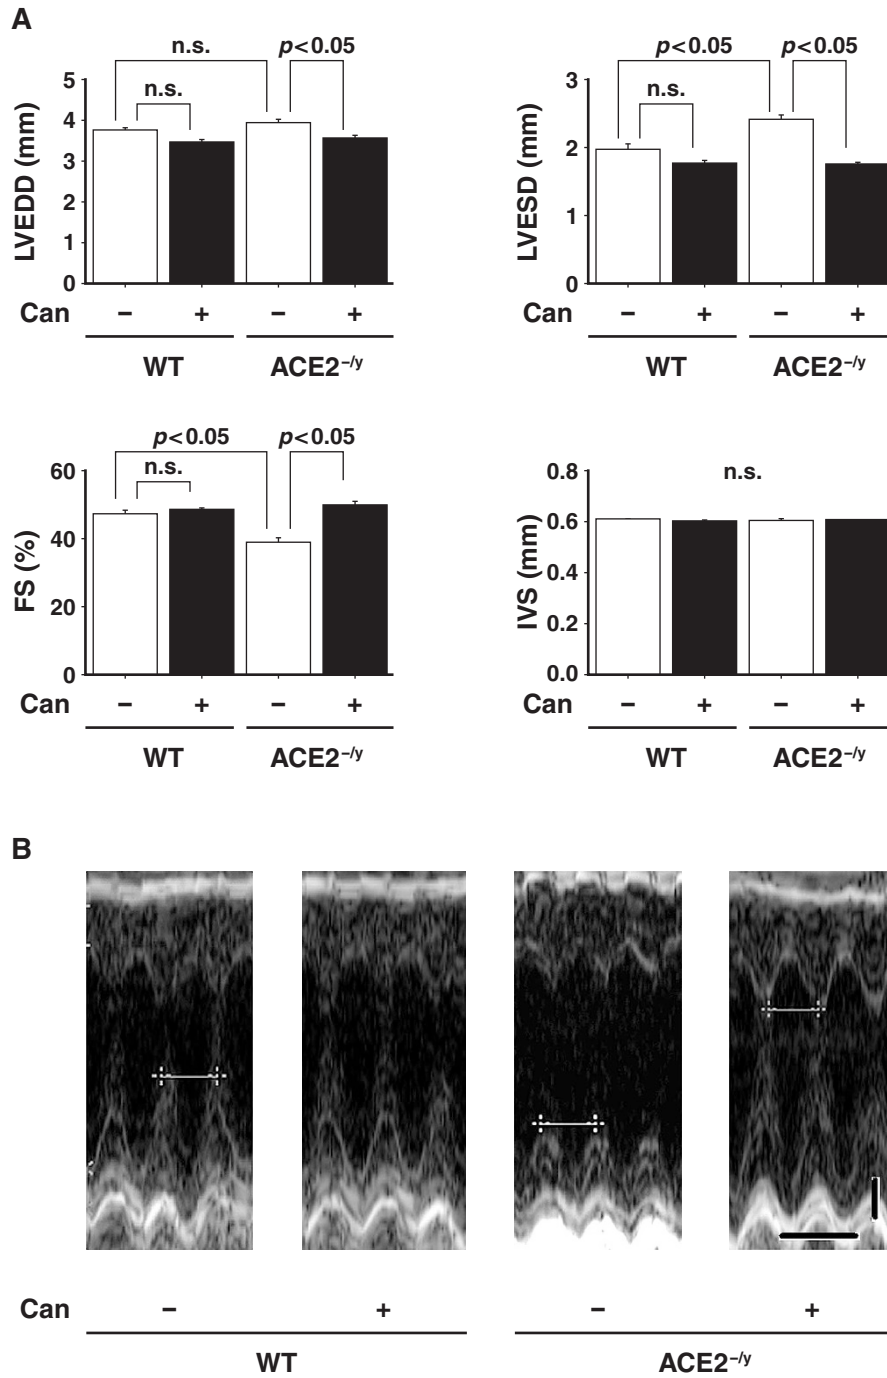 A
n.s. p<0.05
n.s.
LVEDD (mm)
5
4
3
2
1
0
Can − + − +
WT ACE2−/y
p<0.05 p<0.05
n.s.
LVESD (mm)
3
2
1
0
Can − + − +
WT ACE2−/y
p<0.05 p<0.05
n.s.
FS (%)
60
40
20
0
Can − + − +
WT ACE2−/y
n.s.
IVS (mm)
0.8
0.6
0.4
0.2
0.0
Can − + − +
WT ACE2−/y
B
Can − + − +
WT ACE2−/y